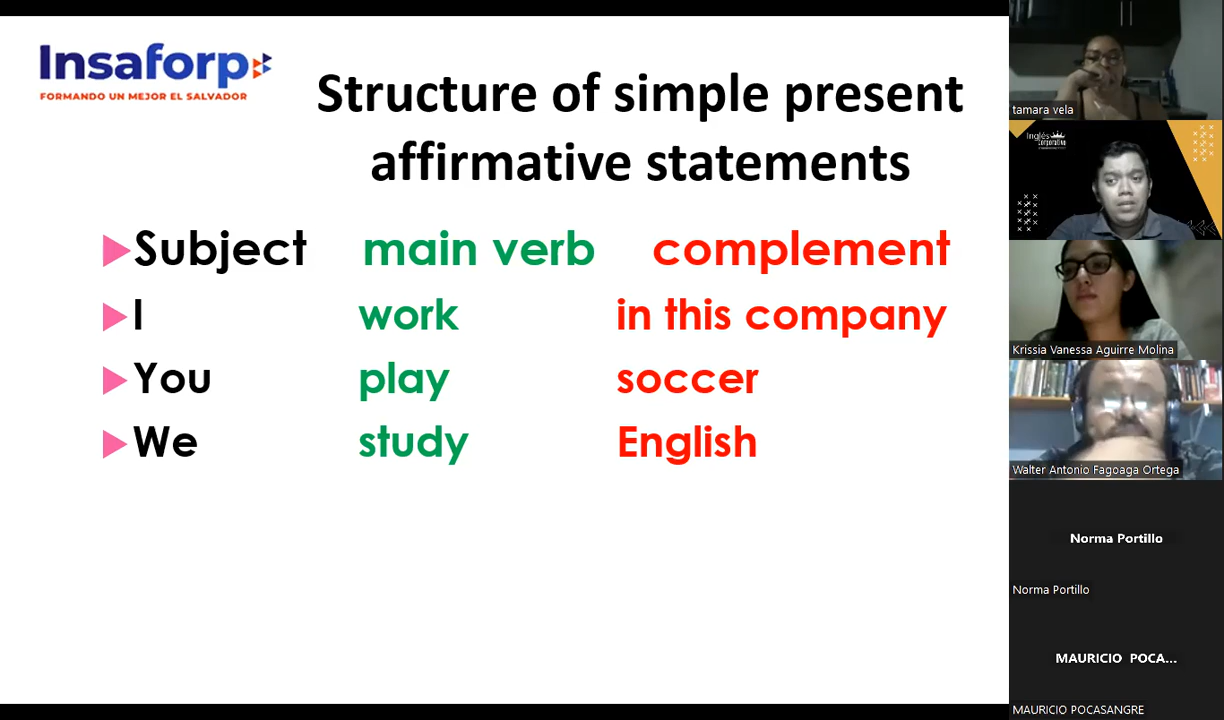 Insaforp
FORMANDO UN MEJOR EL SALVADOR
Structure of simple present
affirmative statements
Subject main verb complement
I work in this company
You play soccer
We study English
tamara vela
Inglés
Corporativo
Krissia Vanessa Aguirre Molina
Walter Antonio Fagoaga Ortega
Norma Portillo
Norma Portillo
MAURICIO POCA...
MAURICIO POCASANGRE